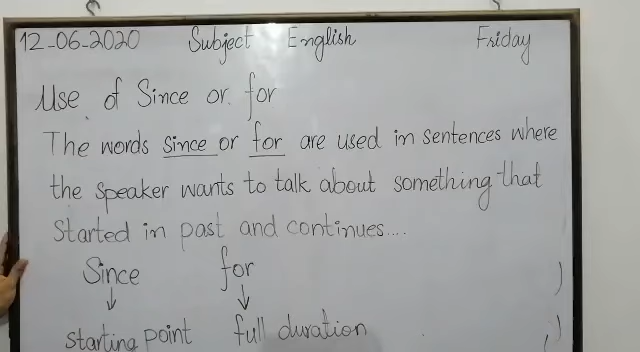 12-06-2020 Subject English Friday
Use of Since or for
The words since or for are used in sentences where
the speaker wants to talk about something that
Started in past and continues....
Since for
↓ ↓
starting point full duration